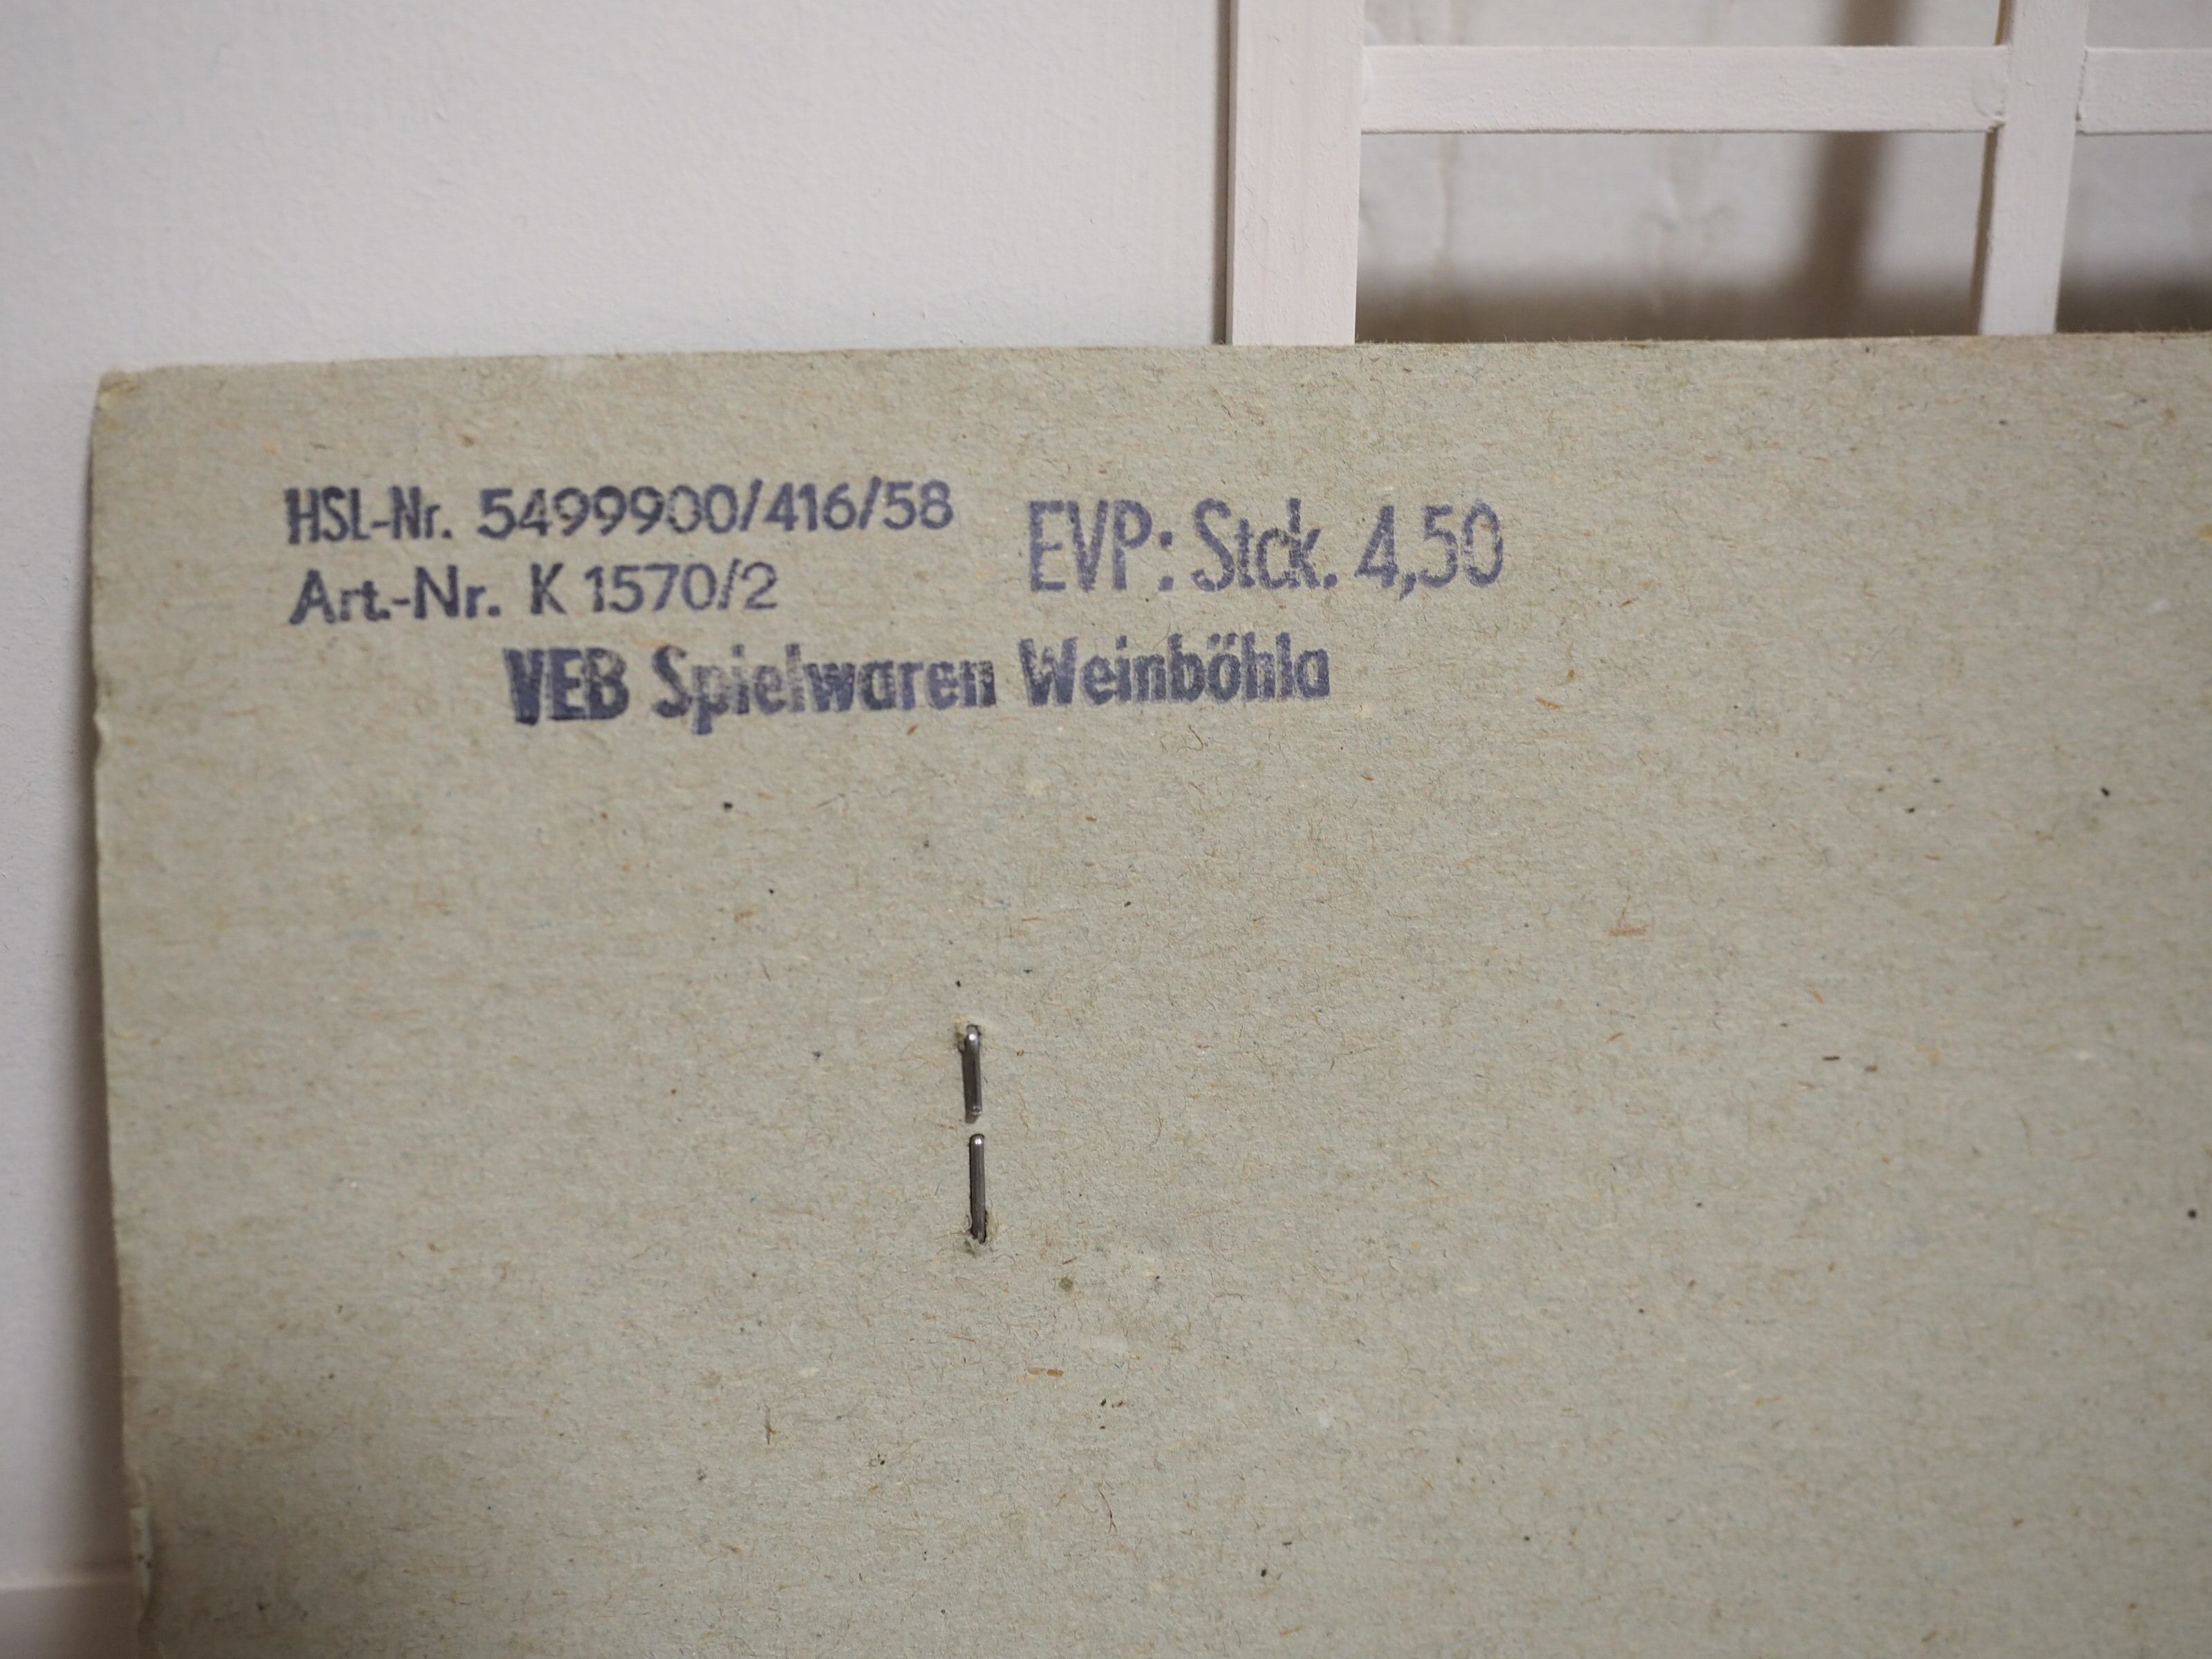 HSL-Nr. 5499900/416/58
EVP: Stck. 4,50
Art.-Nr. K 1570/2
VEB Spielwaren Weinböhla